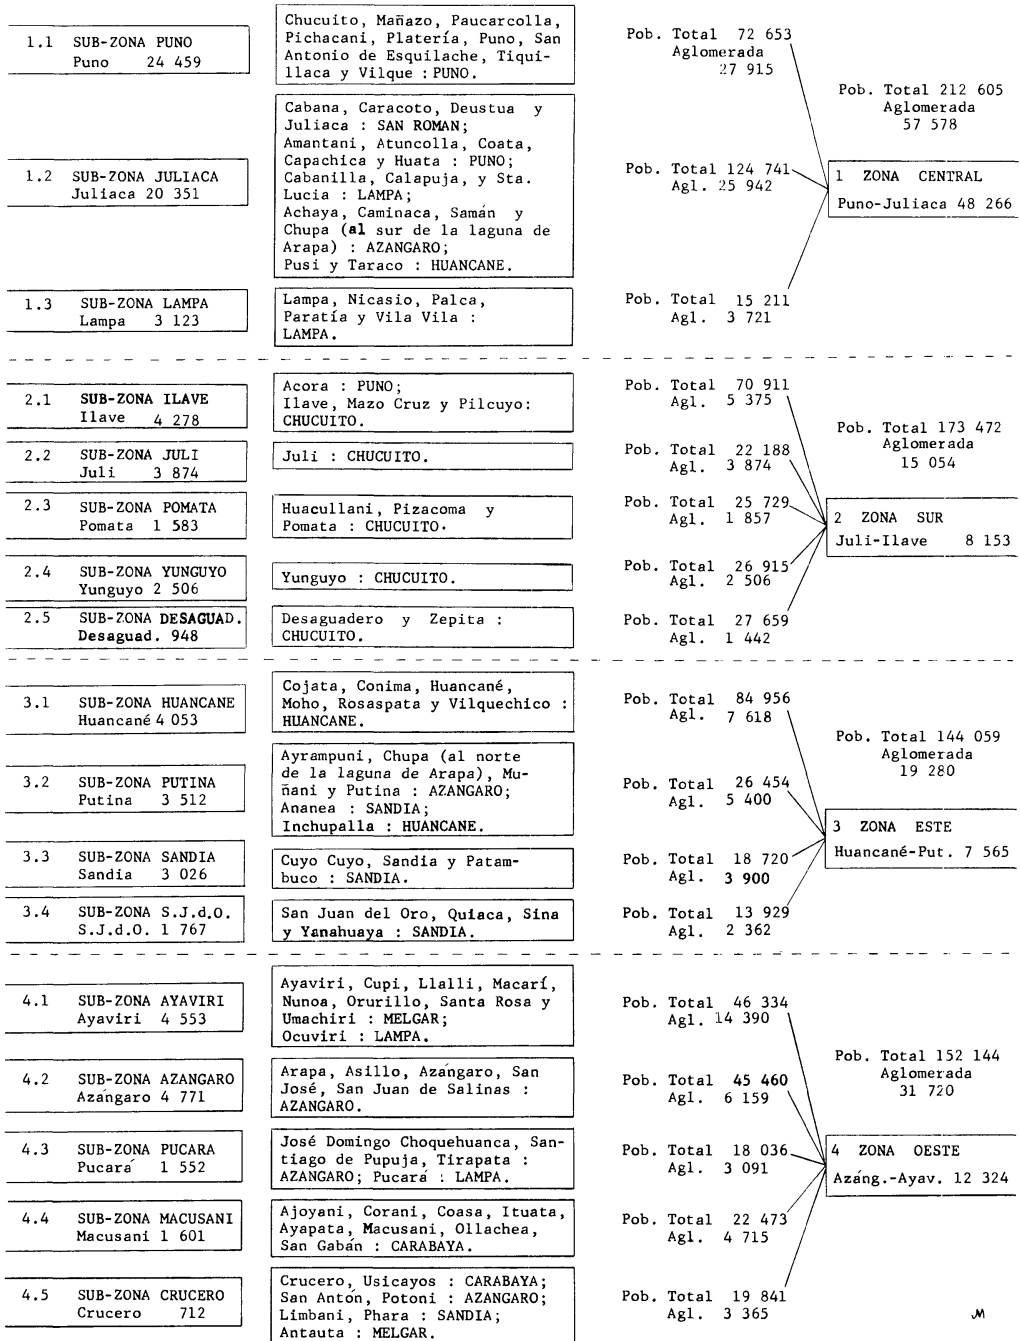 1.1 SUB-ZONA PUNO
Puno 24 459
Chucuito, Mañazo, Paucarcolla,
Pichacani, Platería, Puno, San
Antonio de Esquilache, Tiqui-
llaca y Vilque : PUNO.
Pob. Total 72 653
Aglomerada
27 915
Pob. Total 212 605
Aglomerada
57 578
1.2 SUB-ZONA JULIACA
Juliaca 20 351
Cabana, Caracoto, Deustua y
Juliaca : SAN ROMAN;
Amantani, Atuncolla, Coata,
Capachica y Huata : PUNO;
Cabanilla, Calapuja, y Sta.
Lucia : LAMPA;
Achaya, Caminaca, Samán y
Chupa (al sur de la laguna de
Arapa) : AZANGARO;
Pusi y Taraco : HUANCANE.
Pob. Total 124 741
Agl. 25 942
1 ZONA CENTRAL
Puno-Juliaca 48 266
1.3 SUB-ZONA LAMPA
Lampa 3 123
Lampa, Nicasio, Palca,
Paratía y Vila Vila :
LAMPA.
Pob. Total 15 211
Agl. 3 721
2.1 SUB-ZONA ILAVE
Ilave 4 278
Acora : PUNO;
Ilave, Mazo Cruz y Pilcuyo:
CHUCUITO.
Pob. Total 70 911
Agl. 5 375
Pob. Total 173 472
Aglomerada
15 054
2.2 SUB-ZONA JULI
Juli 3 874
Juli : CHUCUITO.
Pob. Total 22 188
Agl. 3 874
2.3 SUB-ZONA POMATA
Pomata 1 583
Huacullani, Pizacoma y
Pomata : CHUCUITO.
Pob. Total 25 729
Agl. 1 857
2 ZONA SUR
Juli-Ilave 8 153
2.4 SUB-ZONA YUNGUYO
Yunguyo 2 506
Yunguyo : CHUCUITO.
Pob. Total 26 915
Agl. 2 506
2.5 SUB-ZONA DESAGUAD.
Desaguad. 948
Desaguadero y Zepita :
CHUCUITO.
Pob. Total 27 659
Agl. 1 442
3.1 SUB-ZONA HUANCANE
Huancané 4 053
Cojata, Conima, Huancané,
Moho, Rosaspata y Vilquechico :
HUANCANE.
Pob. Total 84 956
Agl. 7 618
Pob. Total 144 059
Aglomerada
19 280
3.2 SUB-ZONA PUTINA
Putina 3 512
Ayrampuni, Chupa (al norte
de la laguna de Arapa), Mu-
ñani y Putina : AZANGARO;
Ananea : SANDIA;
Inchupalla : HUANCANE.
Pob. Total 26 454
Agl. 5 400
3 ZONA ESTE
Huancané-Put. 7 565
3.3 SUB-ZONA SANDIA
Sandia 3 026
Cuyo Cuyo, Sandia y Patam-
buco : SANDIA.
Pob. Total 18 720
Agl. 3 900
3.4 SUB-ZONA S.J.d.O.
S.J.d.O. 1 767
San Juan del Oro, Quiaca, Sina
y Yanahuaya : SANDIA.
Pob. Total 13 929
Agl. 2 362
4.1 SUB-ZONA AYAVIRI
Ayaviri 4 553
Ayaviri, Cupi, Llalli, Macarí,
Nunoa, Orurillo, Santa Rosa y
Umachiri : MELGAR;
Ocuviri : LAMPA.
Pob. Total 46 334
Agl. 14 390
Pob. Total 152 144
Aglomerada
31 720
4.2 SUB-ZONA AZANGARO
Azángaro 4 771
Arapa, Asillo, Azángaro, San
José, San Juan de Salinas :
AZANGARO.
Pob. Total 45 460
Agl. 6 159
4.3 SUB-ZONA PUCARA
Pucará 1 552
José Domingo Choquehuanca, San-
tiago de Pupuja, Tirapata :
AZANGARO; Pucará : LAMPA.
Pob. Total 18 036
Agl. 3 091
4 ZONA OESTE
Azáng.-Ayav. 12 324
4.4 SUB-ZONA MACUSANI
Macusani 1 601
Ajoyani, Corani, Coasa, Ituata,
Ayapata, Macusani, Ollachea,
San Gabán : CARABAYA.
Pob. Total 22 473
Agl. 4 715
4.5 SUB-ZONA CRUCERO
Crucero 712
Crucero, Usicayos : CARABAYA;
San Antón, Potoni : AZANGARO;
Limbani, Phara : SANDIA;
Antauta : MELGAR.
Pob. Total 19 841
Agl. 3 365
M